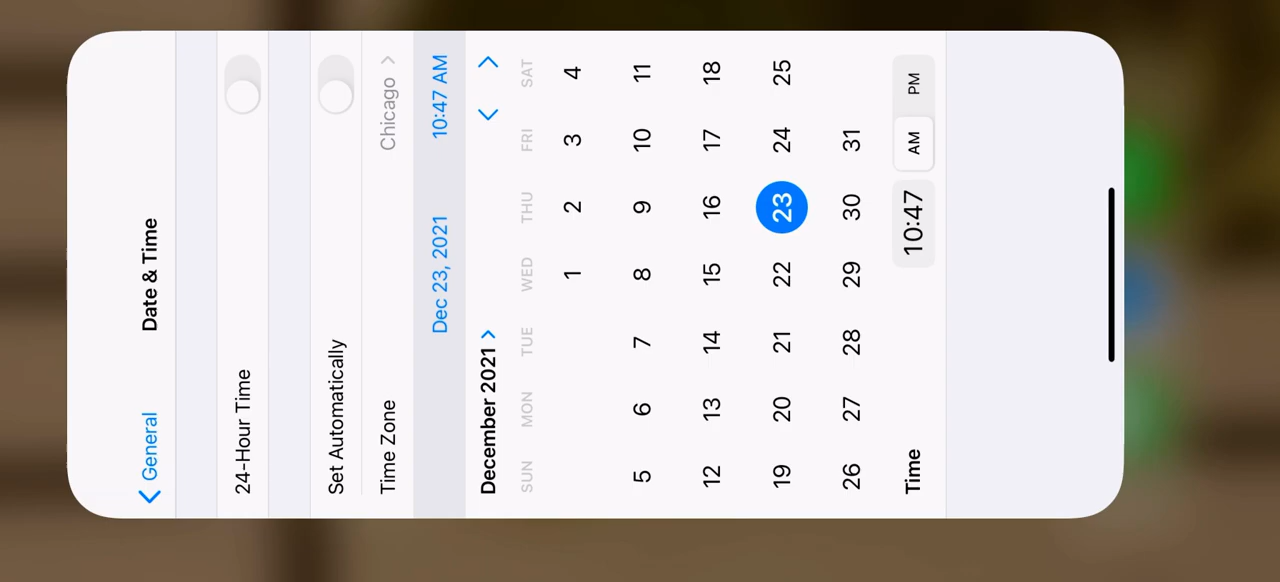 General Date & Time
24-Hour Time
Set Automatically
Time Zone Chicago
Dec 23, 2021 10:47 AM
December 2021
SUN MON TUE WED THU FRI SAT
1 2 3 4
5 6 7 8 9 10 11
12 13 14 15 16 17 18
19 20 21 22 23 24 25
26 27 28 29 30 31
Time 10:47 AM PM